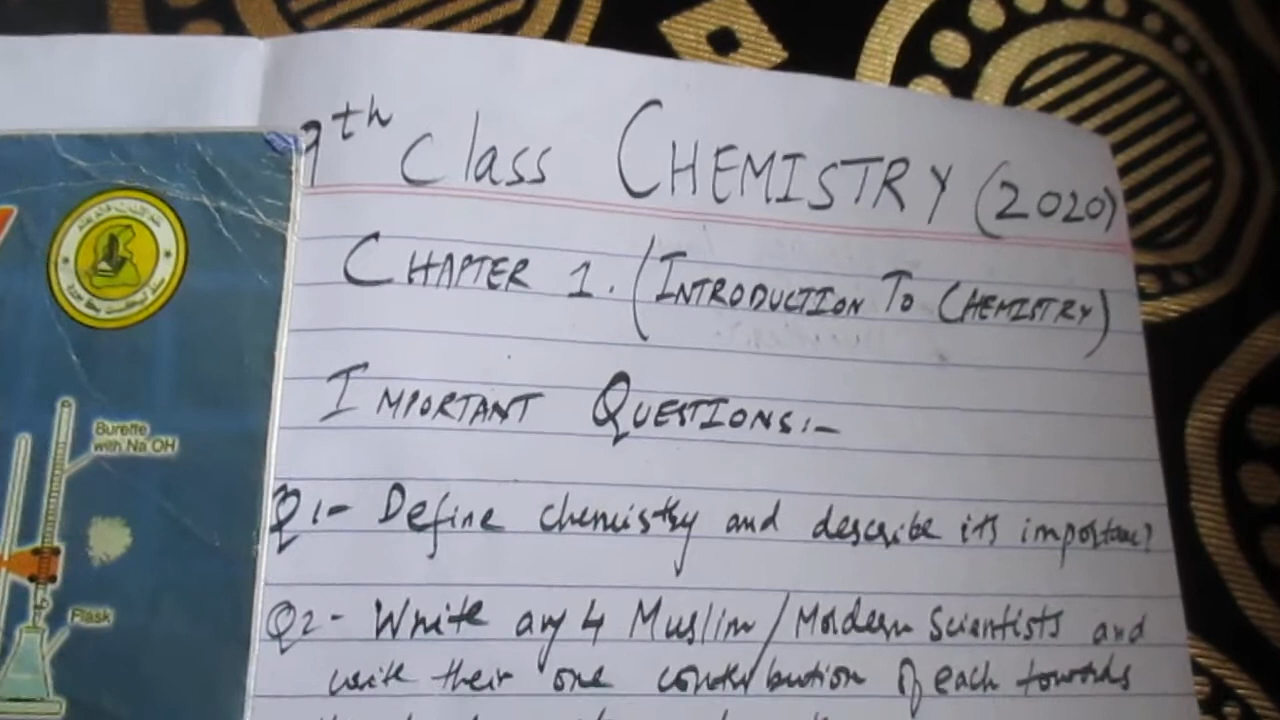 9th Class CHEMISTRY (2020)
CHAPTER 1. (INTRODUCTION TO CHEMISTRY)
IMPORTANT QUESTIONS:-
Q1- Define chemistry and describe its importance?
Q2- Write any 4 Muslim/Mordern Scientists and
write their one contribution of each towards
Burette
with NaOH
Flask